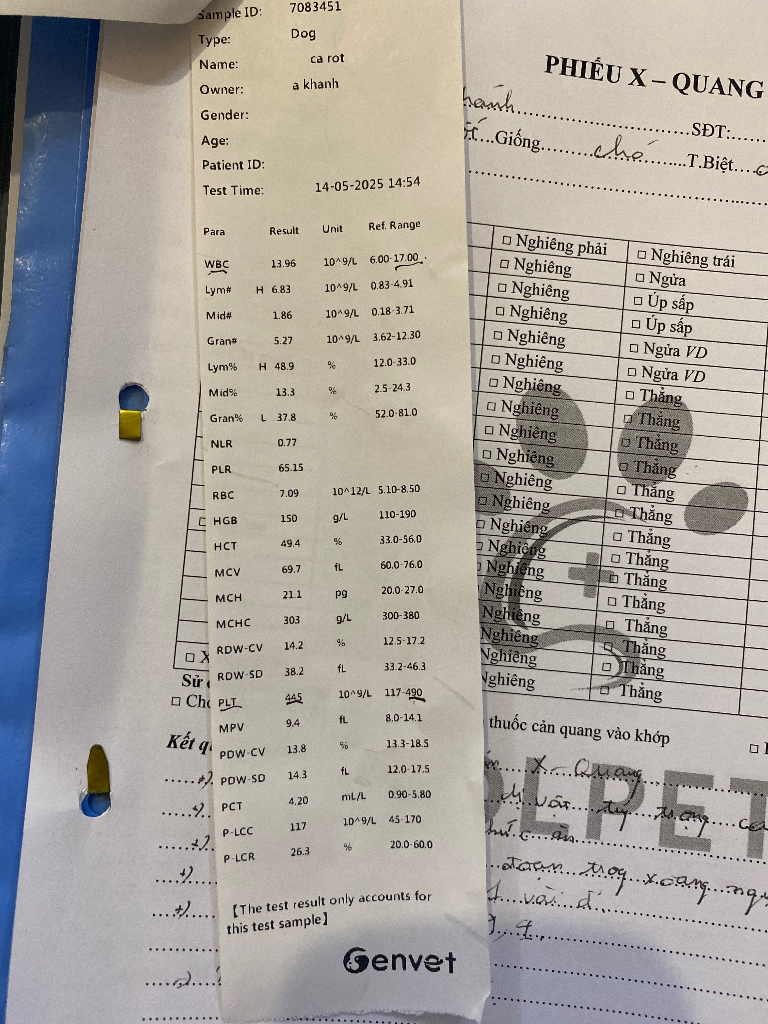 Sample ID: 7083451
Type: Dog
Name: ca rot
Owner: a khanh
Gender:
Age:
Patient ID:
Test Time: 14-05-2025 14:54
Para Result Unit Ref. Range
WBC 13.96 10^9/L 6.00-17.00
Lym# H 6.83 10^9/L 0.83-4.91
Mid# 1.86 10^9/L 0.18-3.71
Gran# 5.27 10^9/L 3.62-12.30
Lym% H 48.9 % 12.0-33.0
Mid% 13.3 % 2.5-24.3
Gran% L 37.8 % 52.0-81.0
NLR 0.77
PLR 65.15
RBC 7.09 10^12/L 5.10-8.50
HGB 150 g/L 110-190
HCT 49.4 % 33.0-56.0
MCV 69.7 fL 60.0-76.0
MCH 21.1 pg 20.0-27.0
MCHC 303 g/L 300-380
RDW-CV 14.2 % 12.5-17.2
RDW-SD 38.2 fL 33.2-46.3
PLT 445 10^9/L 117-490
MPV 9.4 fL 8.0-14.1
PDW-CV 13.8 % 13.3-18.5
PDW-SD 14.3 fL 12.0-17.5
PCT 4.20 mL/L 0.90-5.80
P-LCC 117 10^9/L 45-170
P-LCR 26.3 % 20.0-60.0
【The test result only accounts for
this test sample】
Genvet
PHIẾU X – QUANG
SĐT:
Giống chó T.Biệt
□ Nghiêng phải □ Nghiêng trái
□ Nghiêng □ Ngửa
□ Nghiêng □ Úp sấp
□ Nghiêng □ Úp sấp
□ Nghiêng □ Ngửa VD
□ Nghiêng □ Ngửa VD
□ Nghiêng □ Thẳng
□ Nghiêng □ Thẳng
□ Nghiêng □ Thẳng
□ Nghiêng □ Thẳng
□ Nghiêng □ Thẳng
□ Nghiêng □ Thẳng
□ Nghiêng □ Thẳng
□ Nghiêng □ Thẳng
□ Nghiêng □ Thẳng
□ Nghiêng □ Thẳng
□ Nghiêng □ Thẳng
□ Nghiêng □ Thẳng
Nghiêng □ Thẳng
Nghiêng □ Thẳng
□ X
□ Ch
thuốc cản quang vào khớp
Kết q
X-Quang
OLPET